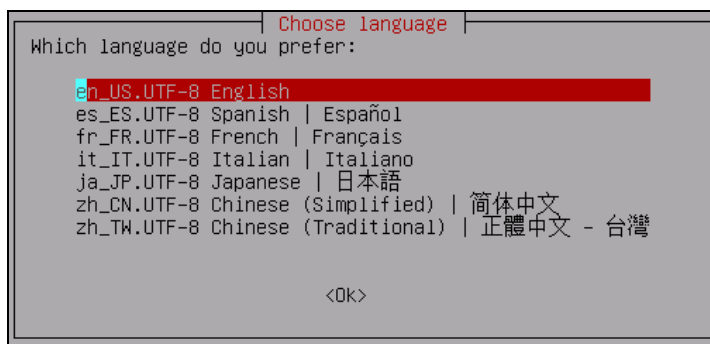 Choose language
Which language do you prefer:
en_US.UTF-8 English
es_ES.UTF-8 Spanish | Español
fr_FR.UTF-8 French | Français
it_IT.UTF-8 Italian | Italiano
ja_JP.UTF-8 Japanese | 日本語
zh_CN.UTF-8 Chinese (Simplified) | 简体中文
zh_TW.UTF-8 Chinese (Traditional) | 正體中文 - 台灣
<Ok>